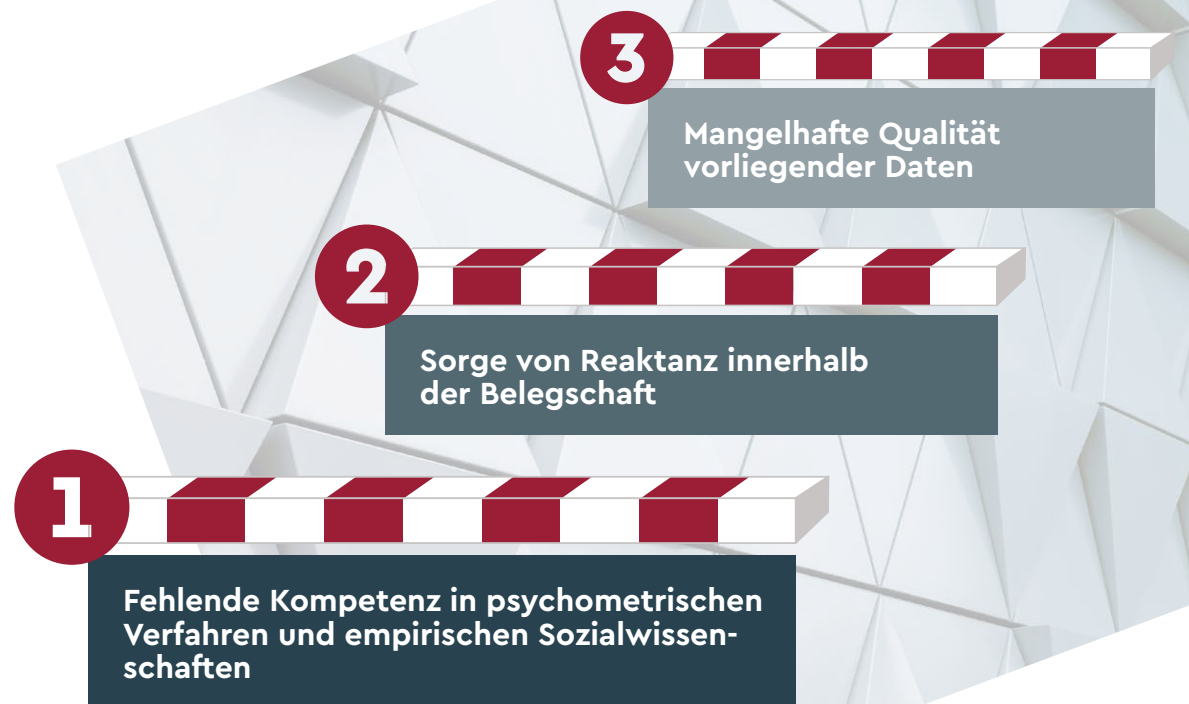 3
Mangelhafte Qualität
vorliegender Daten
2
Sorge von Reaktanz innerhalb
der Belegschaft
1
Fehlende Kompetenz in psychometrischen
Verfahren und empirischen Sozialwissen-
schaften